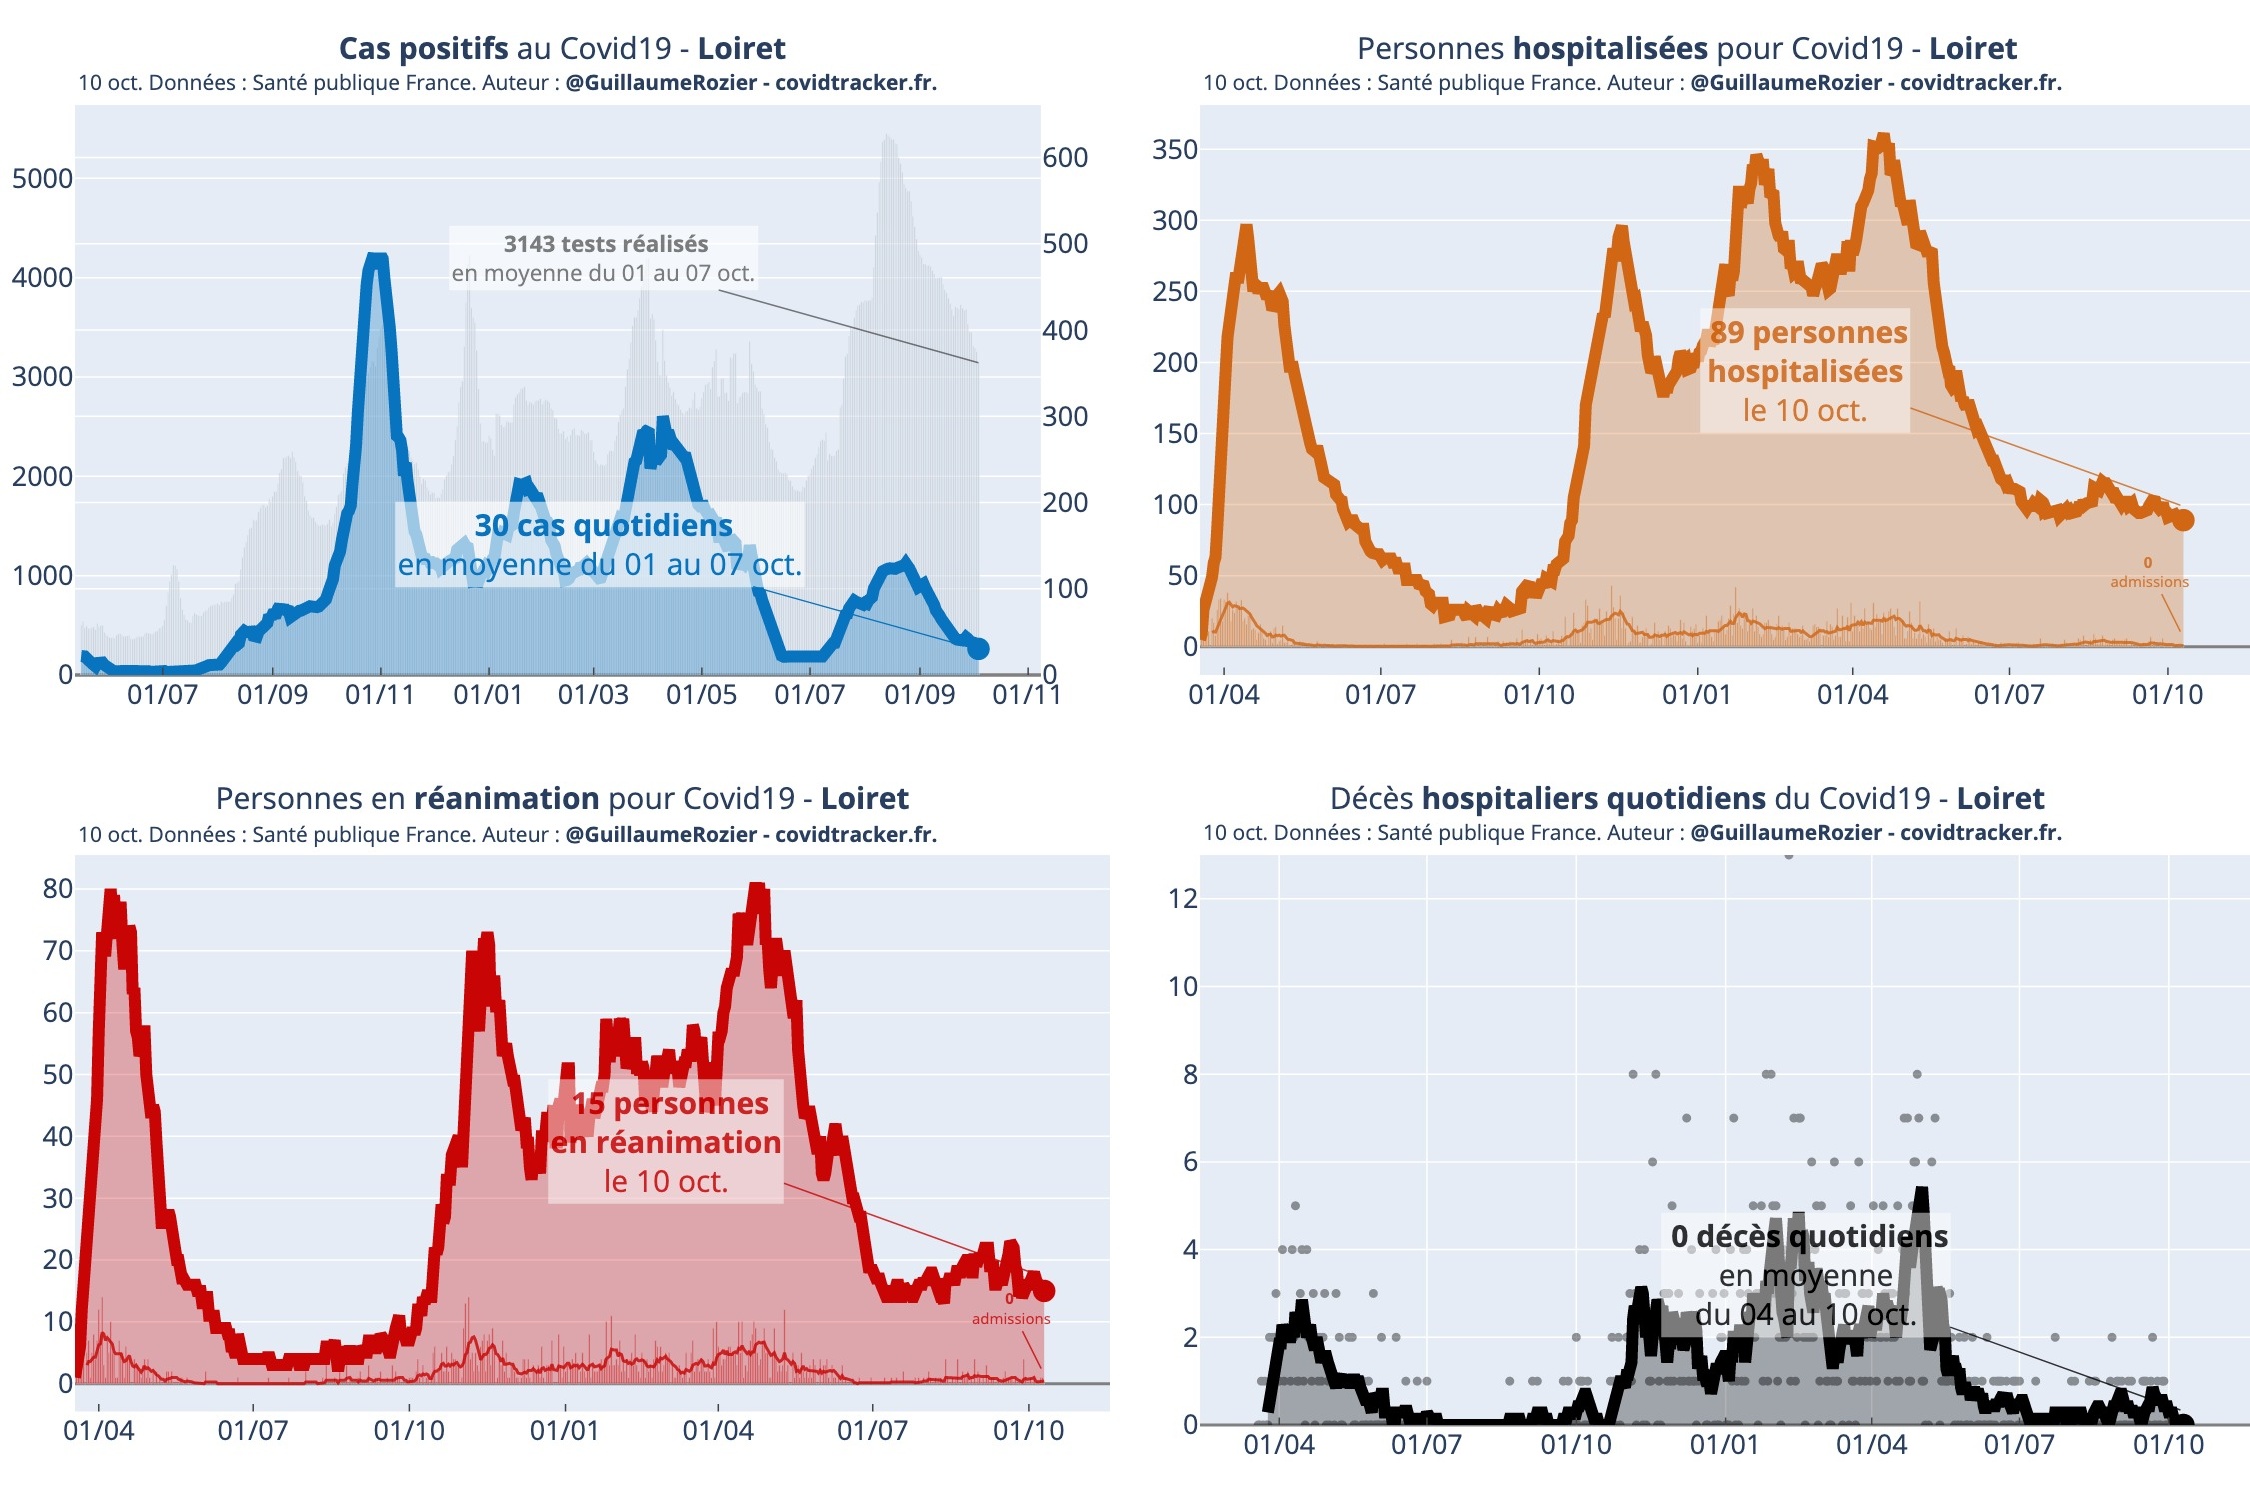 Cas positifs au Covid19 - Loiret
10 oct. Données : Santé publique France. Auteur : @GuillaumeRozier - covidtracker.fr.
5000
4000
3000
2000
1000
0
600
500
400
300
200
100
0
3143 tests réalisés
en moyenne du 01 au 07 oct.
30 cas quotidiens
en moyenne du 01 au 07 oct.
01/07 01/09 01/11 01/01 01/03 01/05 01/07 01/09 01/11
Personnes hospitalisées pour Covid19 - Loiret
10 oct. Données : Santé publique France. Auteur : @GuillaumeRozier - covidtracker.fr.
350
300
250
200
150
100
50
0
89 personnes
hospitalisées
le 10 oct.
0
admissions
01/04 01/07 01/10 01/01 01/04 01/07 01/10
Personnes en réanimation pour Covid19 - Loiret
10 oct. Données : Santé publique France. Auteur : @GuillaumeRozier - covidtracker.fr.
80
70
60
50
40
30
20
10
0
15 personnes
en réanimation
le 10 oct.
0
admissions
01/04 01/07 01/10 01/01 01/04 01/07 01/10
Décès hospitaliers quotidiens du Covid19 - Loiret
10 oct. Données : Santé publique France. Auteur : @GuillaumeRozier - covidtracker.fr.
12
10
8
6
4
2
0
0 décès quotidiens
en moyenne
du 04 au 10 oct.
01/04 01/07 01/10 01/01 01/04 01/07 01/10